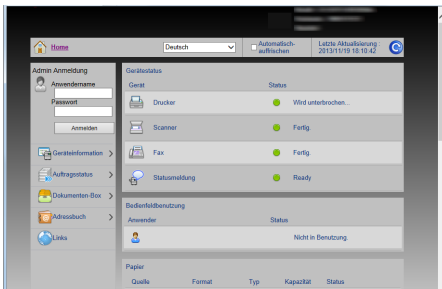 Home
Deutsch
Automatisch-
auffrischen
Letzte Aktualisierung :
2013/11/19 18:10:42
Admin Anmeldung
Anwendername
Passwort
Anmelden
Geräteinformation
Auftragsstatus
Dokumenten-Box
Adressbuch
Links
Gerätestatus
Gerät
Status
Drucker
Wird unterbrochen...
Scanner
Fertig.
Fax
Fertig.
Statusmeldung
Ready
Bedienfeldbenutzung
Anwender
Status
Nicht in Benutzung.
Papier
Quelle
Format
Typ
Kapazität
Status